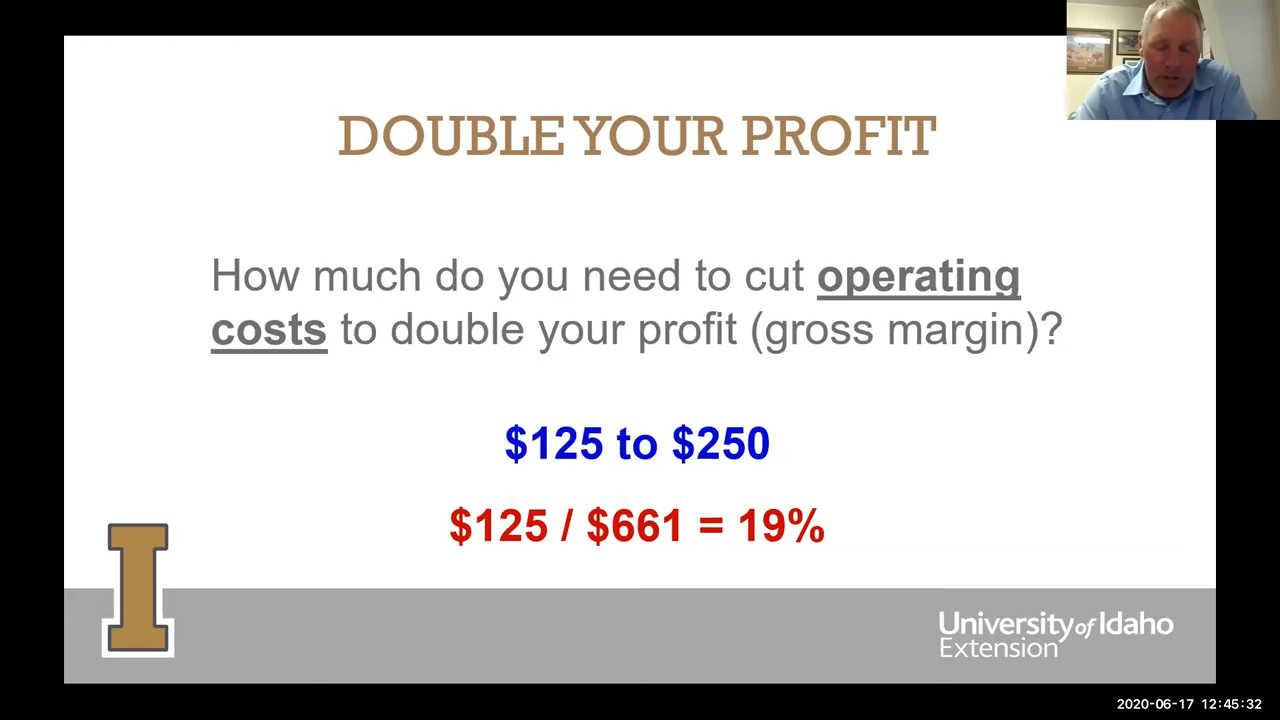 DOUBLE YOUR PROFIT
How much do you need to cut operating
costs to double your profit (gross margin)?
$125 to $250
$125 / $661 = 19%
I
University of Idaho
Extension
2020-06-17 12:45:32